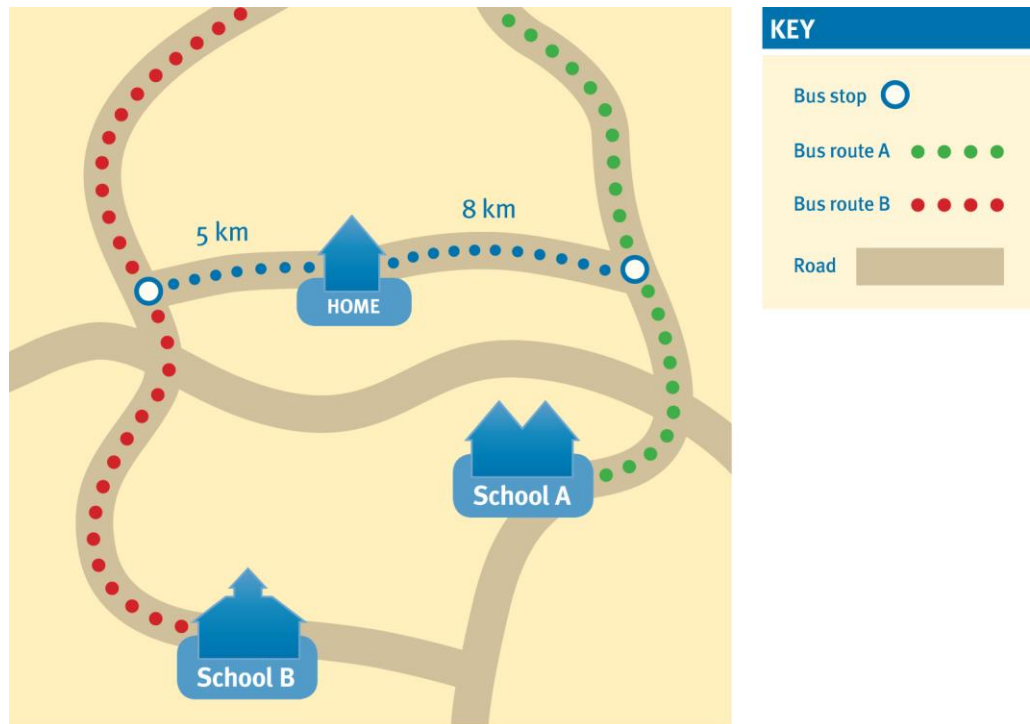 5 km
8 km
HOME
School A
School B
KEY
Bus stop
Bus route A
Bus route B
Road